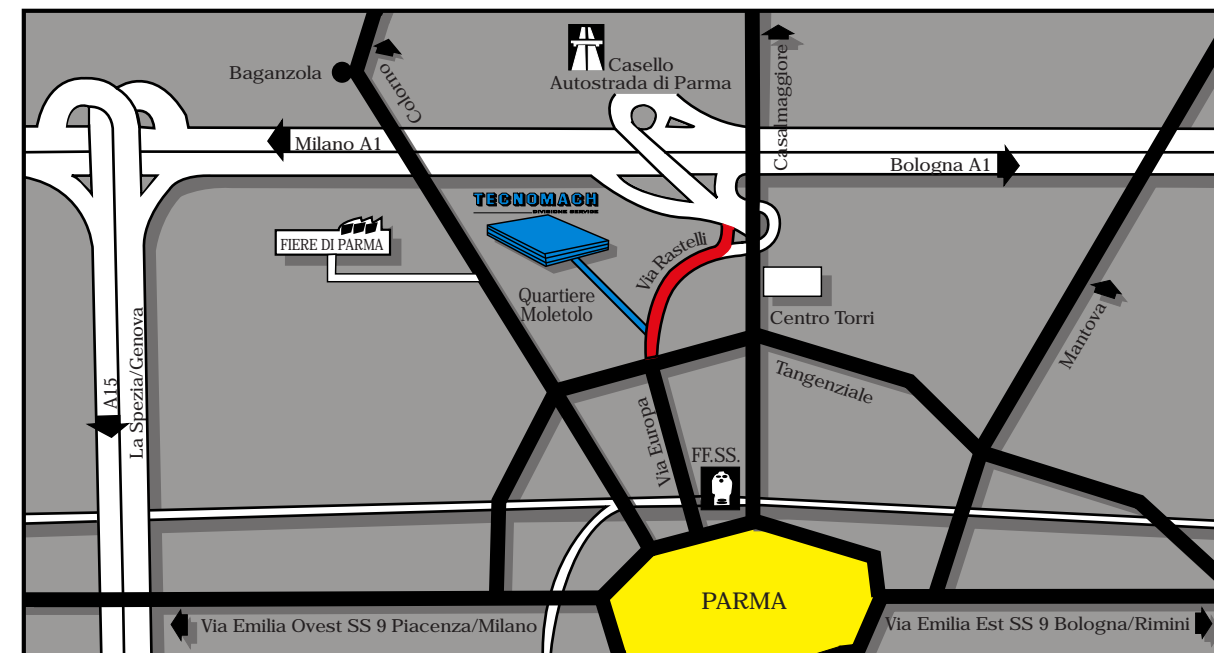 Baganzola
Colorno
Casello
Autostrada di Parma
Casalmaggiore
Milano A1
Bologna A1
TECNOMACH
DIVISIONE SERVICE
FIERE DI PARMA
Via Rastelli
Quartiere
Moletolo
Centro Torri
Mantova
A15
La Spezia/Genova
Tangenziale
Via Europa
FF.SS.
PARMA
Via Emilia Ovest SS 9 Piacenza/Milano
Via Emilia Est SS 9 Bologna/Rimini